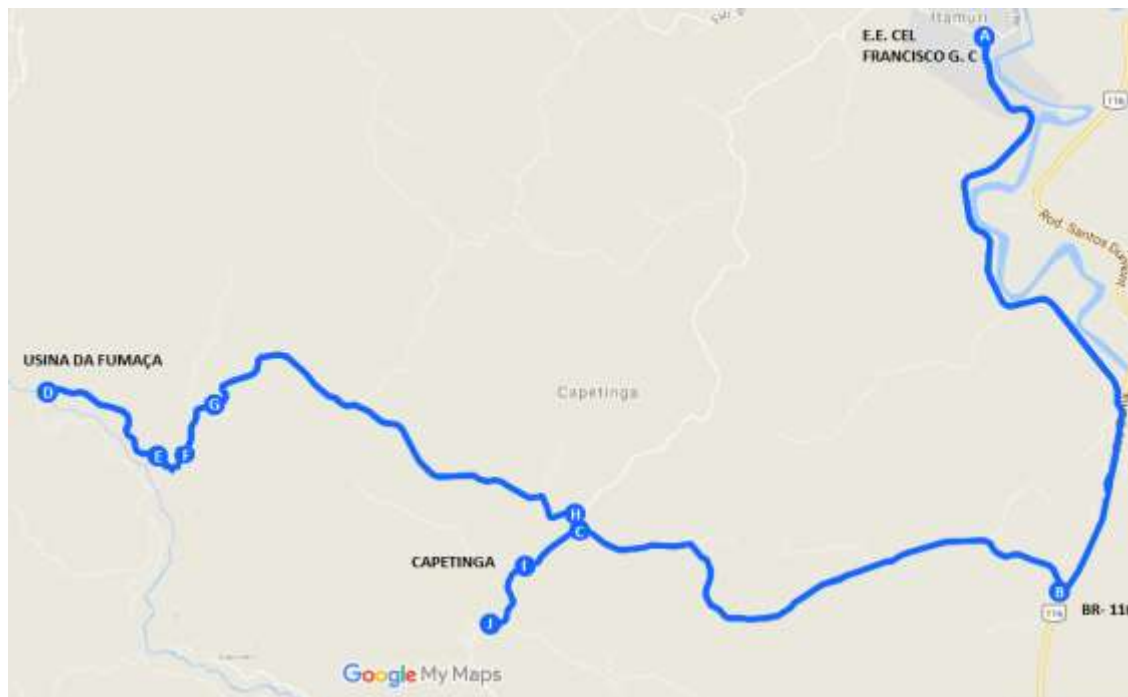 Itamuri
A
E.E. CEL
FRANCISCO G. C
116
Rod. Santos Dumont
USINA DA FUMAÇA
D
G
Capetinga
E
F
H
C
CAPETINGA
I
J
B
116
BR- 116
Google My Maps